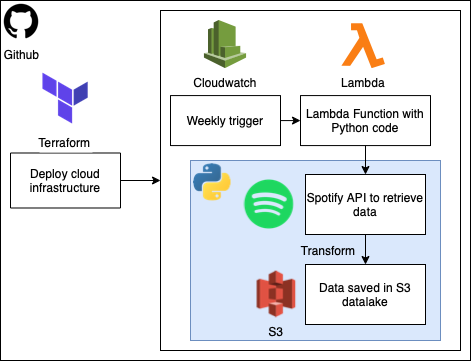 Github
Cloudwatch
Lambda
Terraform
Weekly trigger
Lambda Function with
Python code
Deploy cloud
infrastructure
Spotify API to retrieve
data
Transform
Data saved in S3
datalake
S3